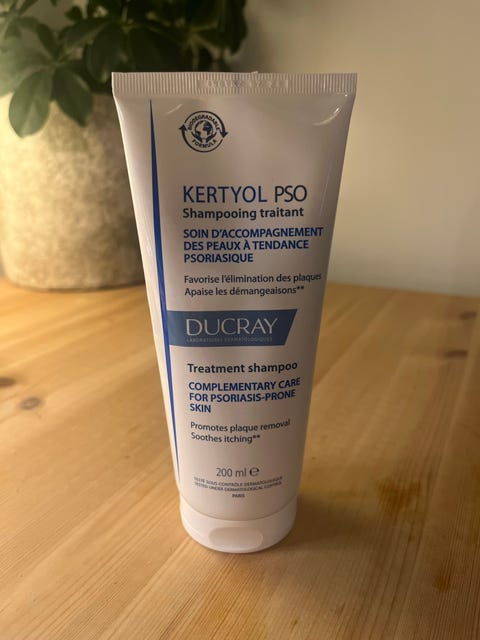 BIODEGRADABLE
FORMULA
KERTYOL PSO
Shampooing traitant
SOIN D'ACCOMPAGNEMENT
DES PEAUX À TENDANCE
PSORIASIQUE
Favorise l'élimination des plaques
Apaise les démangeaisons**
DUCRAY
LABORATOIRES DERMATOLOGIQUES
Treatment shampoo
COMPLEMENTARY CARE
FOR PSORIASIS-PRONE
SKIN
Promotes plaque removal
Soothes itching**
200 ml ℮
TESTÉ SOUS CONTRÔLE DERMATOLOGIQUE
TESTED UNDER DERMATOLOGICAL CONTROL
PARIS